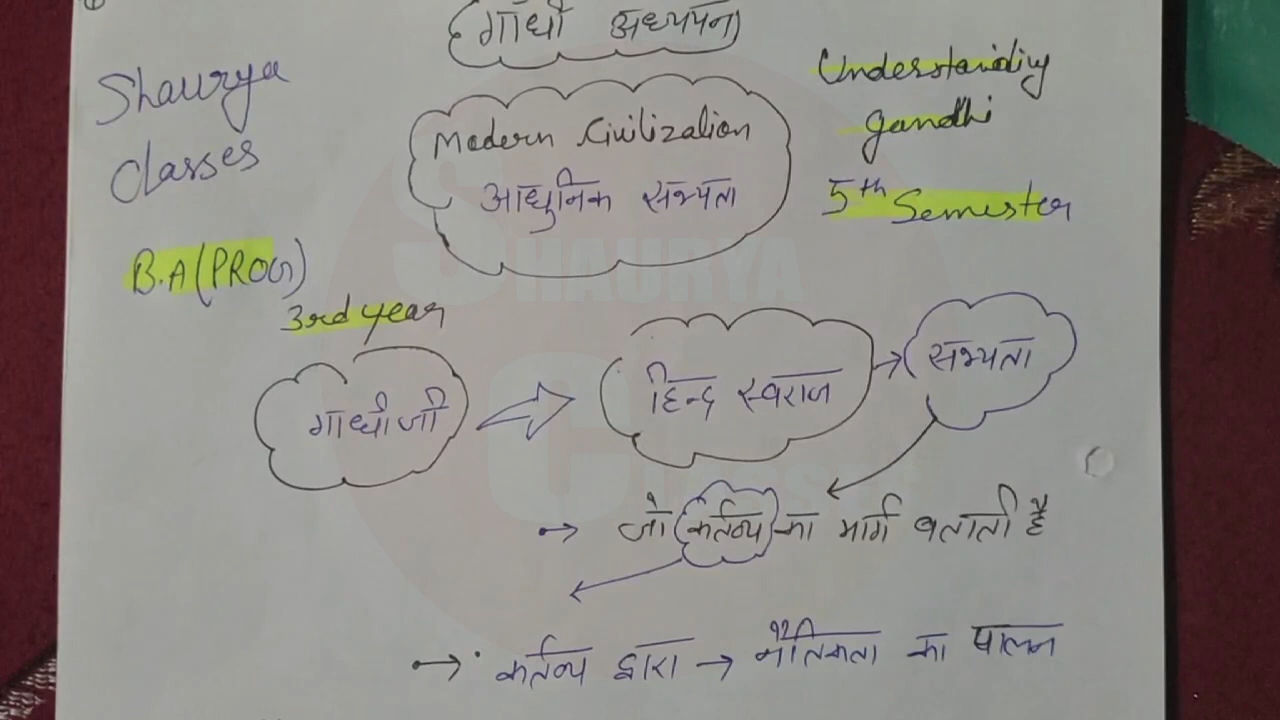 गाँधी अध्ययन
Shaurya
Classes
Modern Civilization
आधुनिक सभ्यता
Understanding
gandhi
5th Semester
B.A (PROG)
3rd year
गाधीजी → हिन्द स्वराज → सभ्यता
→ जो कर्तव्य का मार्ग बताती है
→ कर्तव्य द्वारा → नैतिकता का पालन
SHAURYA